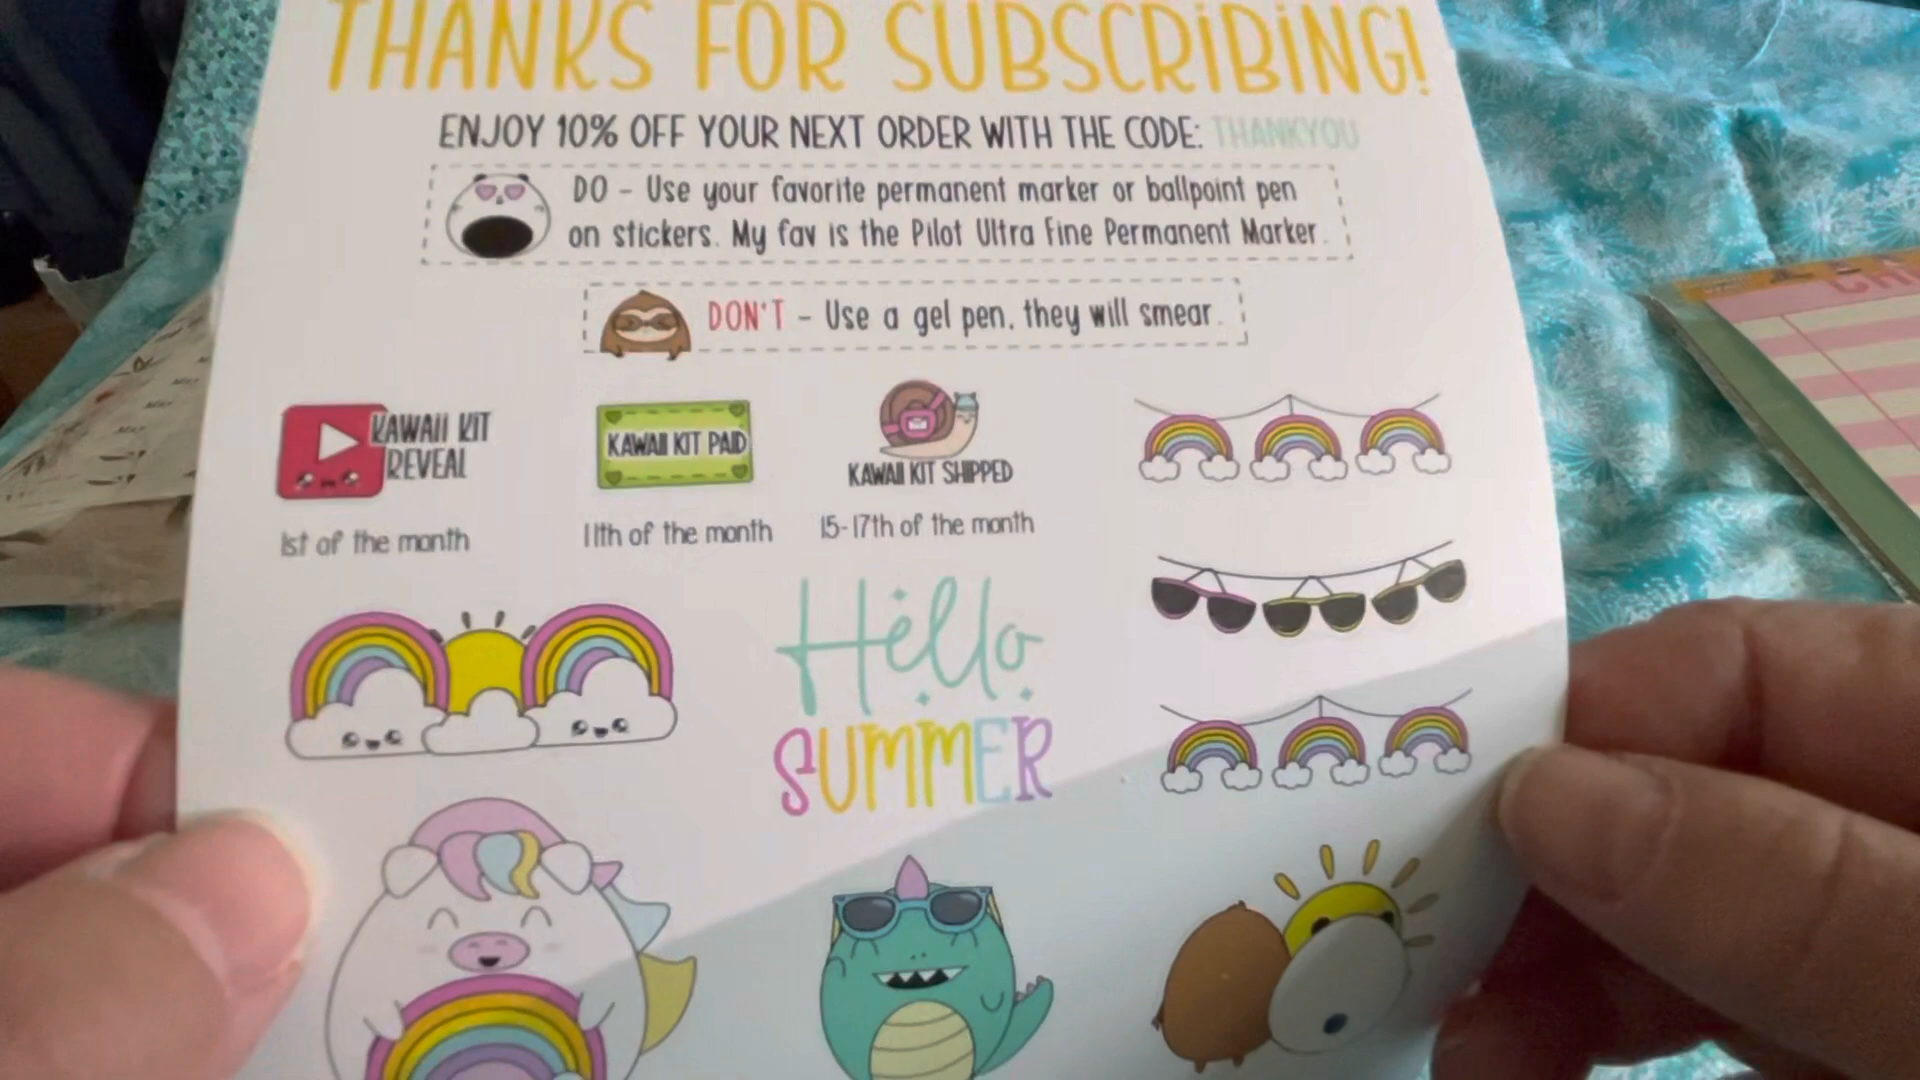 THANKS FOR SUBSCRIBING!
ENJOY 10% OFF YOUR NEXT ORDER WITH THE CODE: THANKYOU
DO - Use your favorite permanent marker or ballpoint pen
on stickers. My fav is the Pilot Ultra Fine Permanent Marker.
DON'T - Use a gel pen, they will smear.
KAWAII KIT
REVEAL
1st of the month
KAWAII KIT PAID
11th of the month
KAWAII KIT SHIPPED
15-17th of the month
Hello
SUMMER